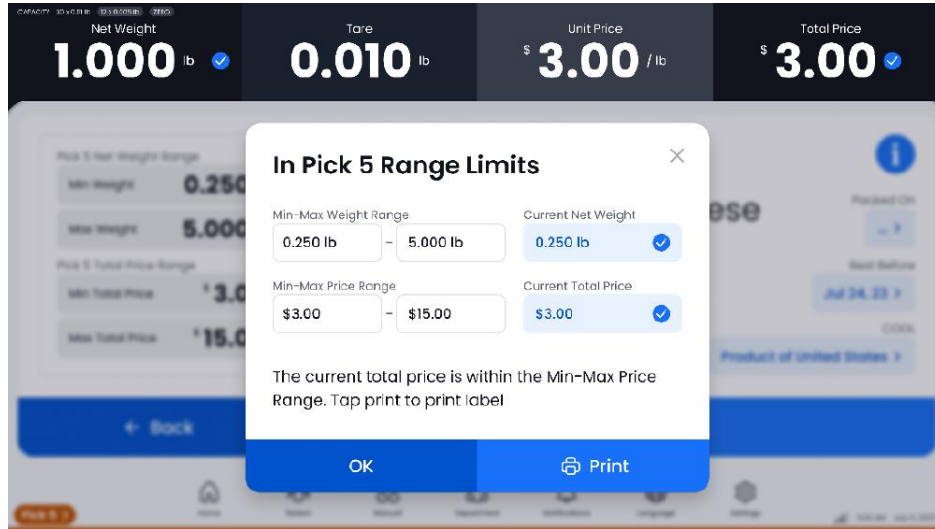 Net Weight
1.000 lb
Tare
0.010 lb
Unit Price
$ 3.00 / lb
Total Price
$ 3.00
Pick 5 Net Weight Range
Min Weight 0.250
Max Weight 5.000
Pick 5 Total Price Range
Min Total Price $ 3.0
Max Total Price $ 15.0
In Pick 5 Range Limits
Min-Max Weight Range
0.250 lb - 5.000 lb
Current Net Weight
0.250 lb
Min-Max Price Range
$3.00 - $15.00
Current Total Price
$3.00
The current total price is within the Min-Max Price
Range. Tap print to print label
OK
Print
ese
Packed On
Best Before
Jul 24, 23 >
COOL
Product of United States >
← Back
Pick 5 >